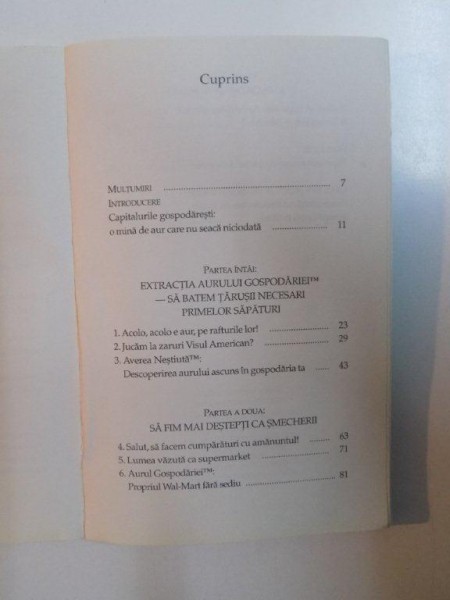 Cuprins
MULȚUMIRI ........ 7
INTRODUCERE
Capitalurile gospodărești:
o mină de aur care nu seacă niciodată ........ 11
PARTEA ÎNTÂI:
EXTRACȚIA AURULUI GOSPODĂRIEI™
— SĂ BATEM ȚĂRUȘII NECESARI
PRIMELOR SĂPĂTURI
1. Acolo, acolo e aur, pe rafturile lor! ........ 23
2. Jucăm la zaruri Visul American? ........ 29
3. Averea Neștiută™:
Descoperirea aurului ascuns în gospodăria ta ........ 43
PARTEA A DOUA:
SĂ FIM MAI DEȘTEPȚI CA ȘMECHERII
4. Salut, să facem cumpărături cu amănuntul! ........ 63
5. Lumea văzută ca supermarket ........ 71
6. Aurul Gospodăriei™:
Propriul Wal-Mart fără sediu ........ 81